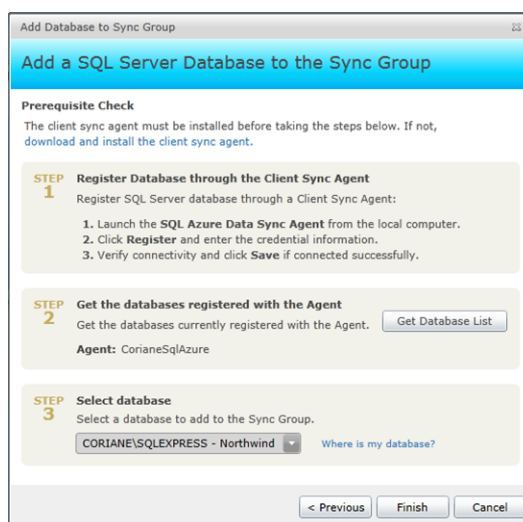 Add Database to Sync Group
Add a SQL Server Database to the Sync Group
Prerequisite Check
The client sync agent must be installed before taking the steps below. If not,
download and install the client sync agent.
STEP 1
Register Database through the Client Sync Agent
Register SQL Server database through a Client Sync Agent:
1. Launch the SQL Azure Data Sync Agent from the local computer.
2. Click Register and enter the credential information.
3. Verify connectivity and click Save if connected successfully.
STEP 2
Get the databases registered with the Agent
Get the databases currently registered with the Agent.
Get Database List
Agent: CorianeSqlAzure
STEP 3
Select database
Select a database to add to the Sync Group.
CORIANE\SQLEXPRESS - Northwind
Where is my database?
< Previous
Finish
Cancel